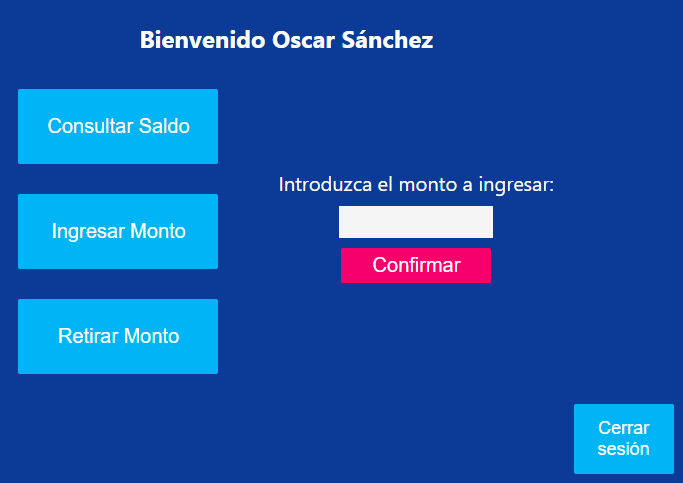 Bienvenido Oscar Sánchez
Consultar Saldo
Introduzca el monto a ingresar:
Ingresar Monto
Confirmar
Retirar Monto
Cerrar
sesión